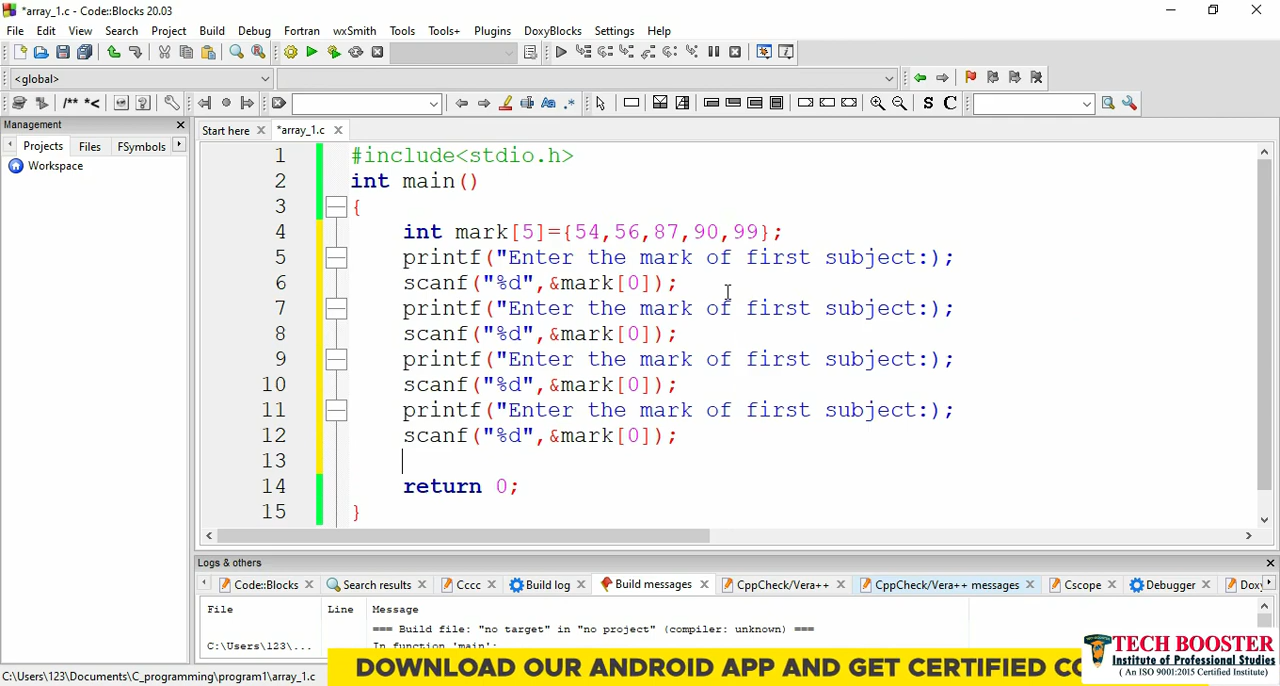 *array_1.c - Code::Blocks 20.03
File Edit View Search Project Build Debug Fortran wxSmith Tools Tools+ Plugins DoxyBlocks Settings Help
<global>
/** *< Aa .* S C
Management
Projects Files FSymbols
Workspace
Start here *array_1.c
1 #include<stdio.h>
2 int main()
3 {
4 int mark[5]={54,56,87,90,99};
5 printf("Enter the mark of first subject:);
6 scanf("%d",&mark[0]);
7 printf("Enter the mark of first subject:);
8 scanf("%d",&mark[0]);
9 printf("Enter the mark of first subject:);
10 scanf("%d",&mark[0]);
11 printf("Enter the mark of first subject:);
12 scanf("%d",&mark[0]);
13
14 return 0;
15 }
Logs & others
Code::Blocks Search results Cccc Build log Build messages CppCheck/Vera++ CppCheck/Vera++ messages Cscope Debugger Doxy
File Line Message
=== Build file: "no target" in "no project" (compiler: unknown) ===
C:\Users\123\... In function 'main':
DOWNLOAD OUR ANDROID APP AND GET CERTIFIED CO
TECH BOOSTER
Institute of Professional Studies
( An ISO 9001:2015 Certified Institute )
C:\Users\123\Documents\C_programming\program1\array_1.c